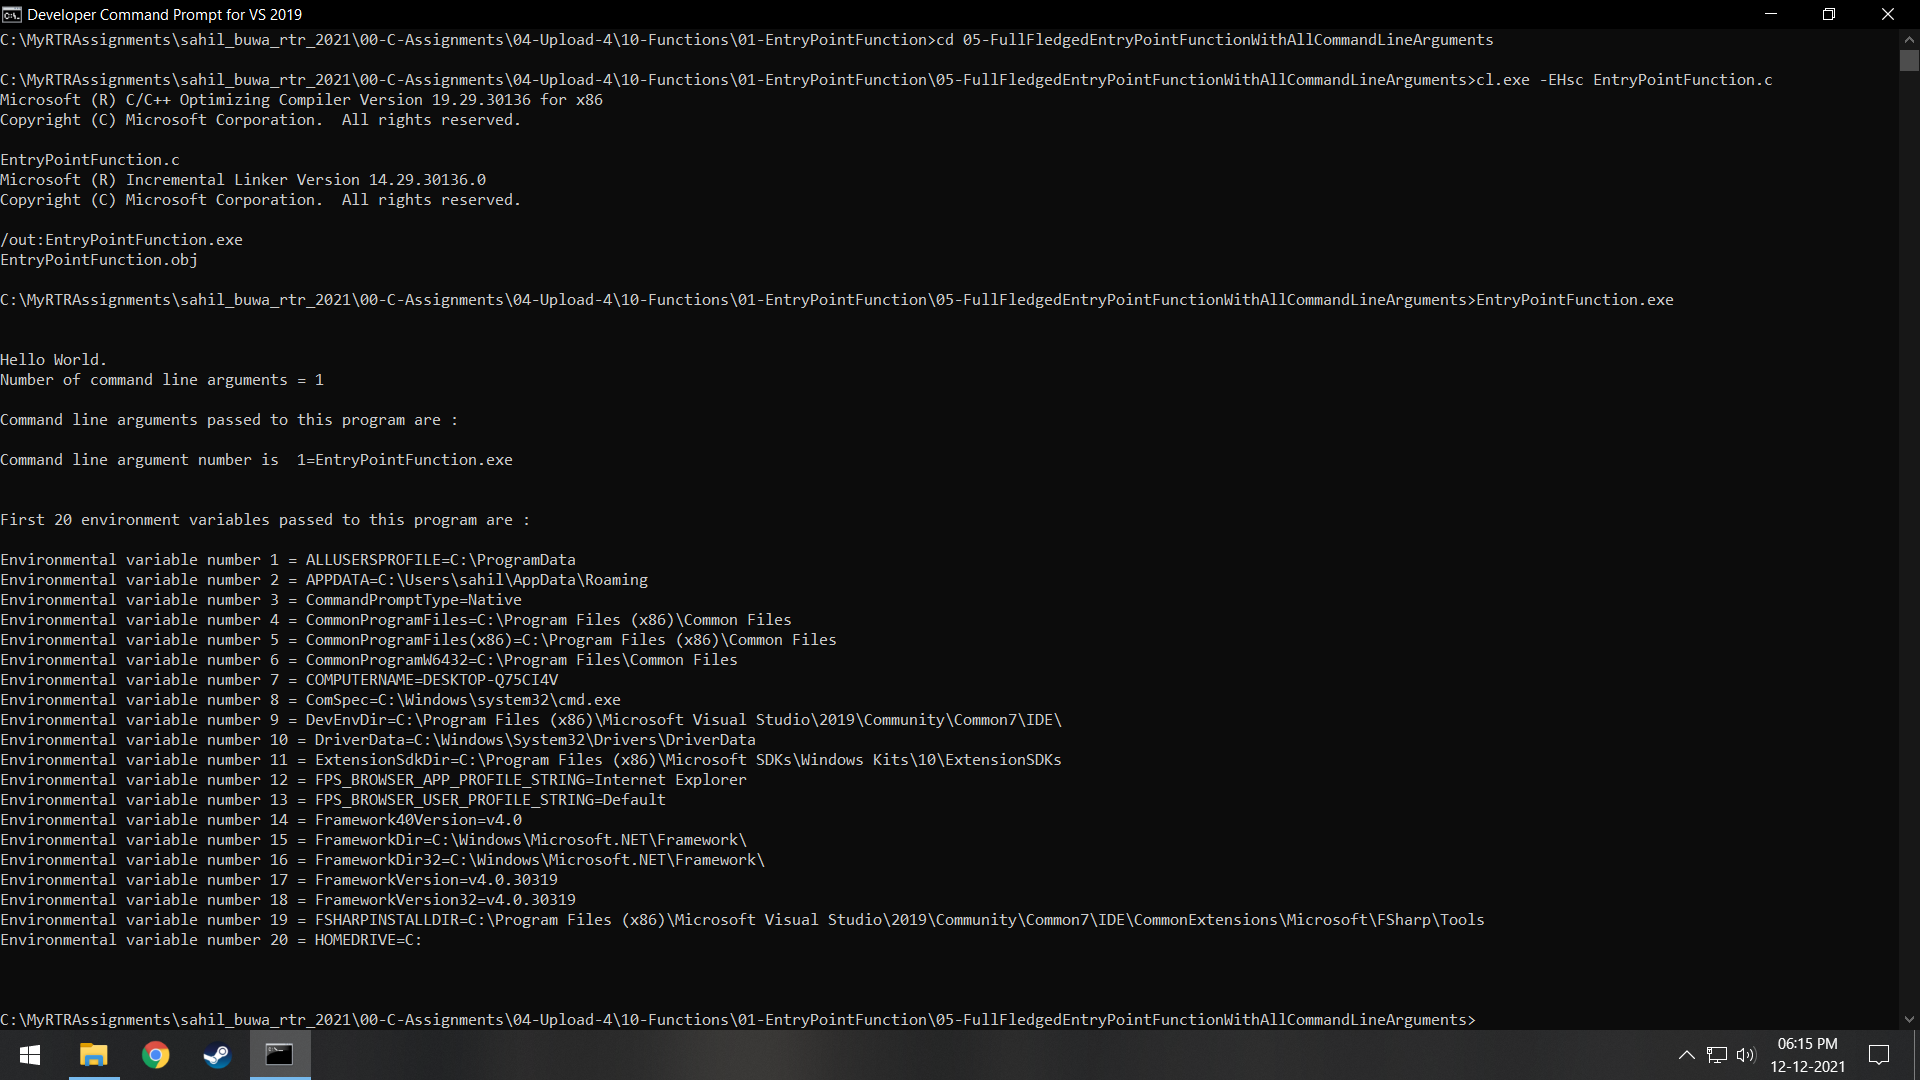 Developer Command Prompt for VS 2019
C:\MyRTRAssignments\sahil_buwa_rtr_2021\00-C-Assignments\04-Upload-4\10-Functions\01-EntryPointFunction>cd 05-FullFledgedEntryPointFunctionWithAllCommandLineArguments
C:\MyRTRAssignments\sahil_buwa_rtr_2021\00-C-Assignments\04-Upload-4\10-Functions\01-EntryPointFunction\05-FullFledgedEntryPointFunctionWithAllCommandLineArguments>cl.exe -EHsc EntryPointFunction.c
Microsoft (R) C/C++ Optimizing Compiler Version 19.29.30136 for x86
Copyright (C) Microsoft Corporation.  All rights reserved.
EntryPointFunction.c
Microsoft (R) Incremental Linker Version 14.29.30136.0
Copyright (C) Microsoft Corporation.  All rights reserved.
/out:EntryPointFunction.exe
EntryPointFunction.obj
C:\MyRTRAssignments\sahil_buwa_rtr_2021\00-C-Assignments\04-Upload-4\10-Functions\01-EntryPointFunction\05-FullFledgedEntryPointFunctionWithAllCommandLineArguments>EntryPointFunction.exe
Hello World.
Number of command line arguments = 1
Command line arguments passed to this program are :
Command line argument number is  1=EntryPointFunction.exe
First 20 environment variables passed to this program are :
Environmental variable number 1 = ALLUSERSPROFILE=C:\ProgramData
Environmental variable number 2 = APPDATA=C:\Users\sahil\AppData\Roaming
Environmental variable number 3 = CommandPromptType=Native
Environmental variable number 4 = CommonProgramFiles=C:\Program Files (x86)\Common Files
Environmental variable number 5 = CommonProgramFiles(x86)=C:\Program Files (x86)\Common Files
Environmental variable number 6 = CommonProgramW6432=C:\Program Files\Common Files
Environmental variable number 7 = COMPUTERNAME=DESKTOP-Q75CI4V
Environmental variable number 8 = ComSpec=C:\Windows\system32\cmd.exe
Environmental variable number 9 = DevEnvDir=C:\Program Files (x86)\Microsoft Visual Studio\2019\Community\Common7\IDE\
Environmental variable number 10 = DriverData=C:\Windows\System32\Drivers\DriverData
Environmental variable number 11 = ExtensionSdkDir=C:\Program Files (x86)\Microsoft SDKs\Windows Kits\10\ExtensionSDKs
Environmental variable number 12 = FPS_BROWSER_APP_PROFILE_STRING=Internet Explorer
Environmental variable number 13 = FPS_BROWSER_USER_PROFILE_STRING=Default
Environmental variable number 14 = Framework40Version=v4.0
Environmental variable number 15 = FrameworkDir=C:\Windows\Microsoft.NET\Framework\
Environmental variable number 16 = FrameworkDir32=C:\Windows\Microsoft.NET\Framework\
Environmental variable number 17 = FrameworkVersion=v4.0.30319
Environmental variable number 18 = FrameworkVersion32=v4.0.30319
Environmental variable number 19 = FSHARPINSTALLDIR=C:\Program Files (x86)\Microsoft Visual Studio\2019\Community\Common7\IDE\CommonExtensions\Microsoft\FSharp\Tools
Environmental variable number 20 = HOMEDRIVE=C:
C:\MyRTRAssignments\sahil_buwa_rtr_2021\00-C-Assignments\04-Upload-4\10-Functions\01-EntryPointFunction\05-FullFledgedEntryPointFunctionWithAllCommandLineArguments>
06:15 PM
12-12-2021